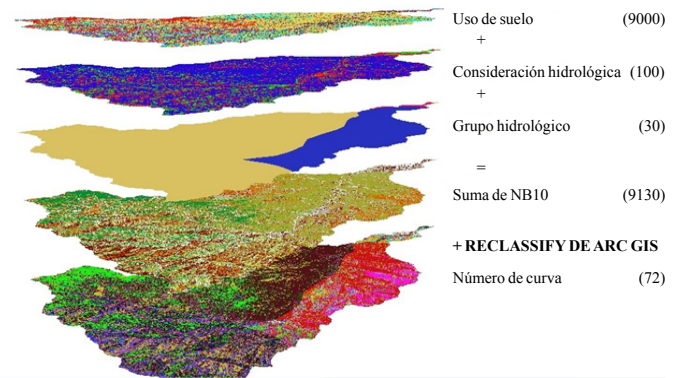 Uso de suelo (9000)
+
Consideración hidrológica (100)
+
Grupo hidrológico (30)
=
Suma de NB10 (9130)
+ RECLASSIFY DE ARC GIS
Número de curva (72)